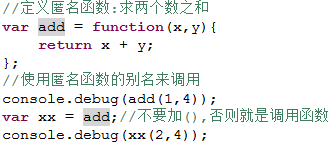 //定义匿名函数:求两个数之和
var add = function(x,y){
    return x + y;
};
//使用匿名函数的别名来调用
console.debug(add(1,4));
var xx = add;//不要加(),否则就是调用函数
console.debug(xx(2,4));